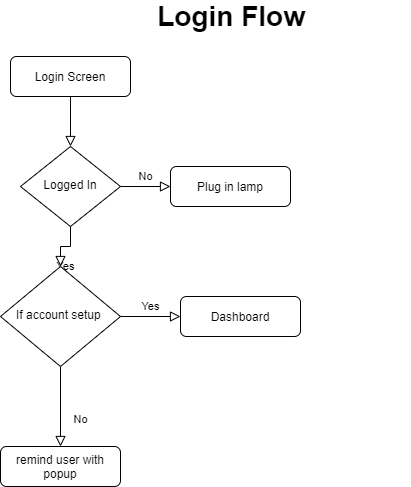 Login Flow
Login Screen
Logged In
No
Plug in lamp
Yes
If account setup
Yes
Dashboard
No
remind user with
popup